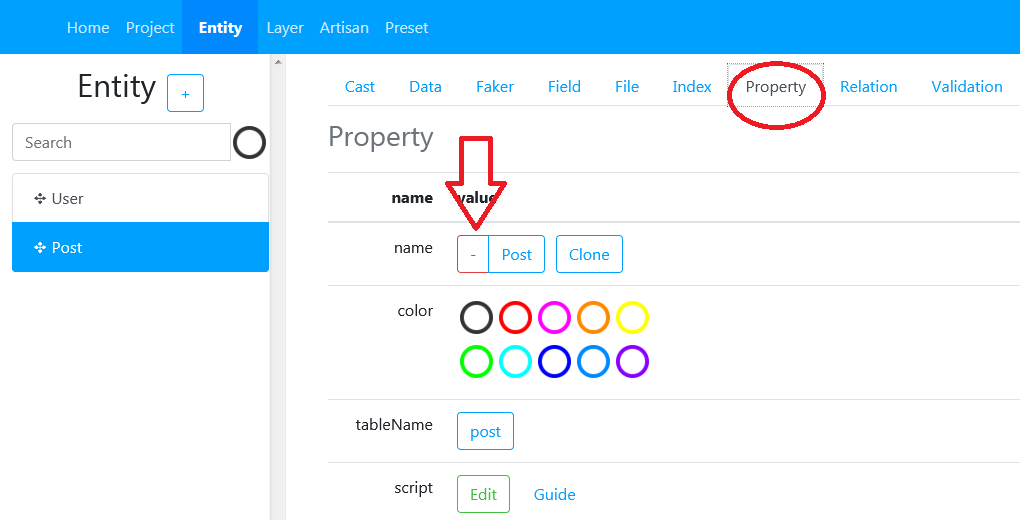 Home Project Entity Layer Artisan Preset
Entity +
Cast Data Faker Field File Index Property Relation Validation
Search
Property
name value
User
Post
name - Post Clone
color
tableName post
script Edit Guide